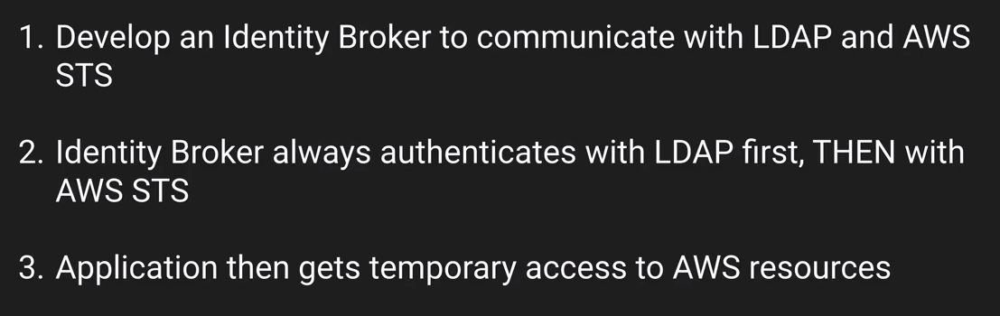 1. Develop an Identity Broker to communicate with LDAP and AWS
STS
2. Identity Broker always authenticates with LDAP first, THEN with
AWS STS
3. Application then gets temporary access to AWS resources